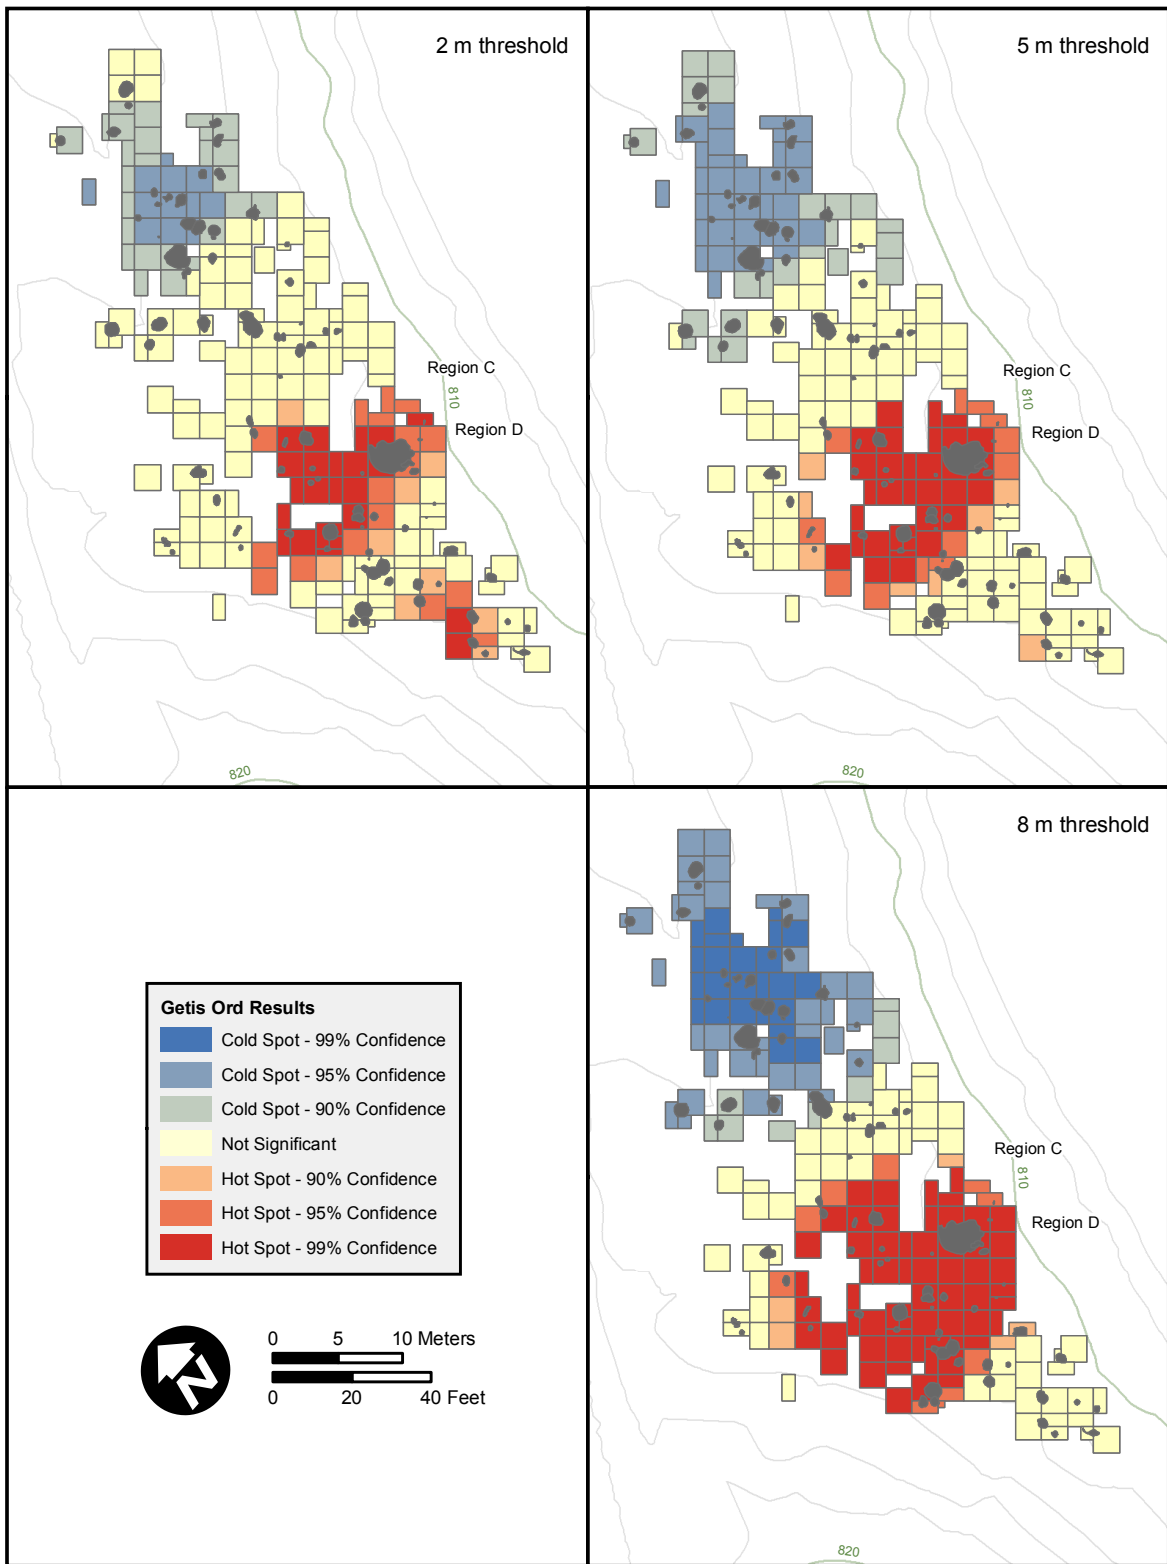 2 m threshold
Region C
810
Region D
820
5 m threshold
Region C
810
Region D
820
8 m threshold
Region C
810
Region D
820
Getis Ord Results
Cold Spot - 99% Confidence
Cold Spot - 95% Confidence
Cold Spot - 90% Confidence
Not Significant
Hot Spot - 90% Confidence
Hot Spot - 95% Confidence
Hot Spot - 99% Confidence
N
0 5 10 Meters
0 20 40 Feet